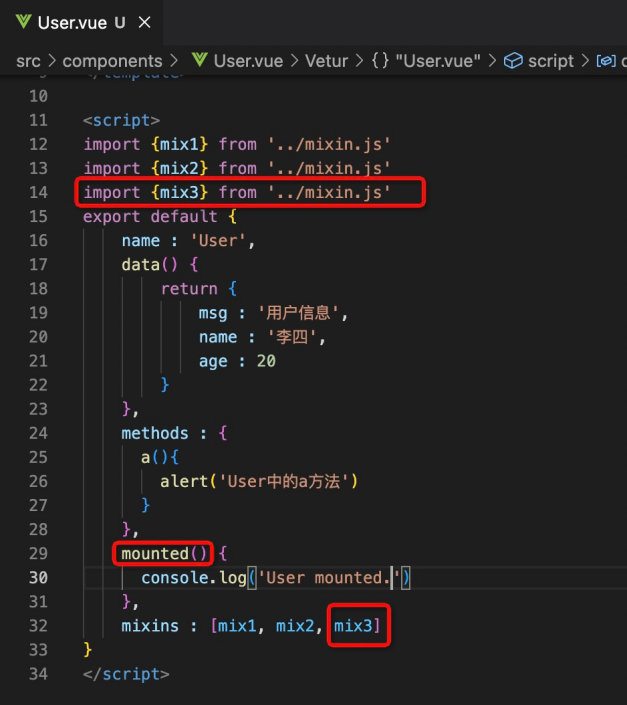 User.vue U ×
src > components > User.vue > Vetur > {} "User.vue" > script >
9 </template>
10
11 <script>
12 import {mix1} from '../mixin.js'
13 import {mix2} from '../mixin.js'
14 import {mix3} from '../mixin.js'
15 export default {
16 name : 'User',
17 data() {
18 return {
19 msg : '用户信息',
20 name : '李四',
21 age : 20
22 }
23 },
24 methods : {
25 a(){
26 alert('User中的a方法')
27 }
28 },
29 mounted() {
30 console.log('User mounted.')
31 },
32 mixins : [mix1, mix2, mix3]
33 }
34 </script>